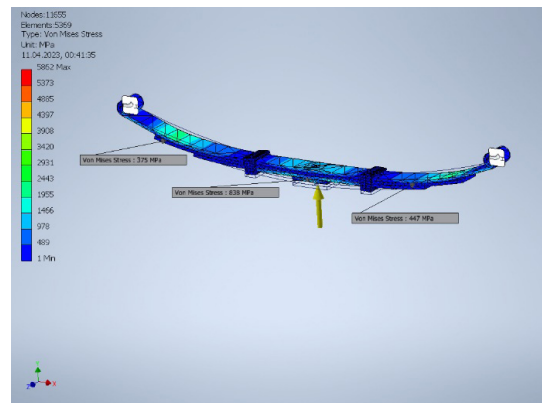 Nodes:11655
Elements:5369
Type: Von Mises Stress
Unit: MPa
11.04.2023, 00:41:35
5862 Max
5373
4885
4397
3908
3420
2931
2443
1955
1466
978
489
1 Min
Von Mises Stress : 375 MPa
Von Mises Stress : 838 MPa
Von Mises Stress : 447 MPa